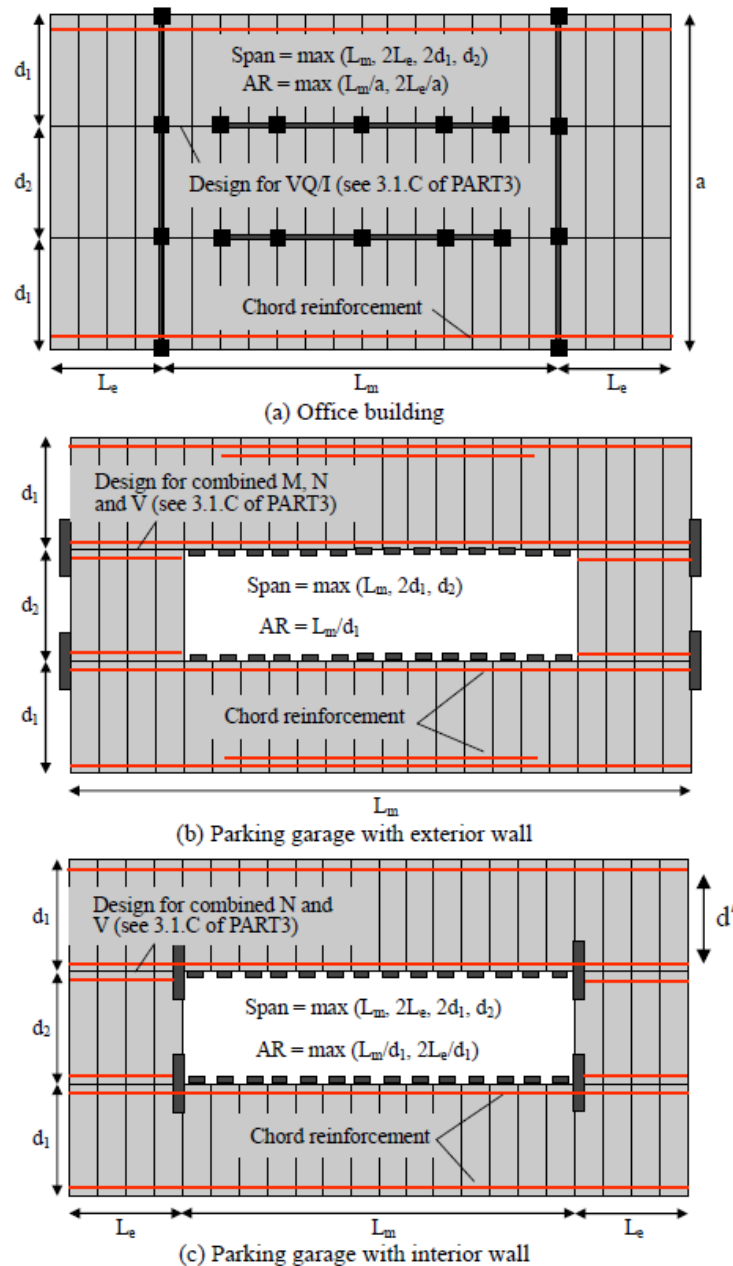 d₁
Span = max (Lₘ, 2Lₑ, 2d₁, d₂)
AR = max (Lₘ/a, 2Lₑ/a)
d₂
Design for VQ/I (see 3.1.C of PART3)
a
d₁
Chord reinforcement
Lₑ
Lₘ
Lₑ
(a) Office building
d₁
Design for combined M, N
and V (see 3.1.C of PART3)
d₂
Span = max (Lₘ, 2d₁, d₂)
AR = Lₘ/d₁
d₁
Chord reinforcement
Lₘ
(b) Parking garage with exterior wall
d₁
Design for combined N and
V (see 3.1.C of PART3)
d'
d₂
Span = max (Lₘ, 2Lₑ, 2d₁, d₂)
AR = max (Lₘ/d₁, 2Lₑ/d₁)
d₁
Chord reinforcement
Lₑ
Lₘ
Lₑ
(c) Parking garage with interior wall